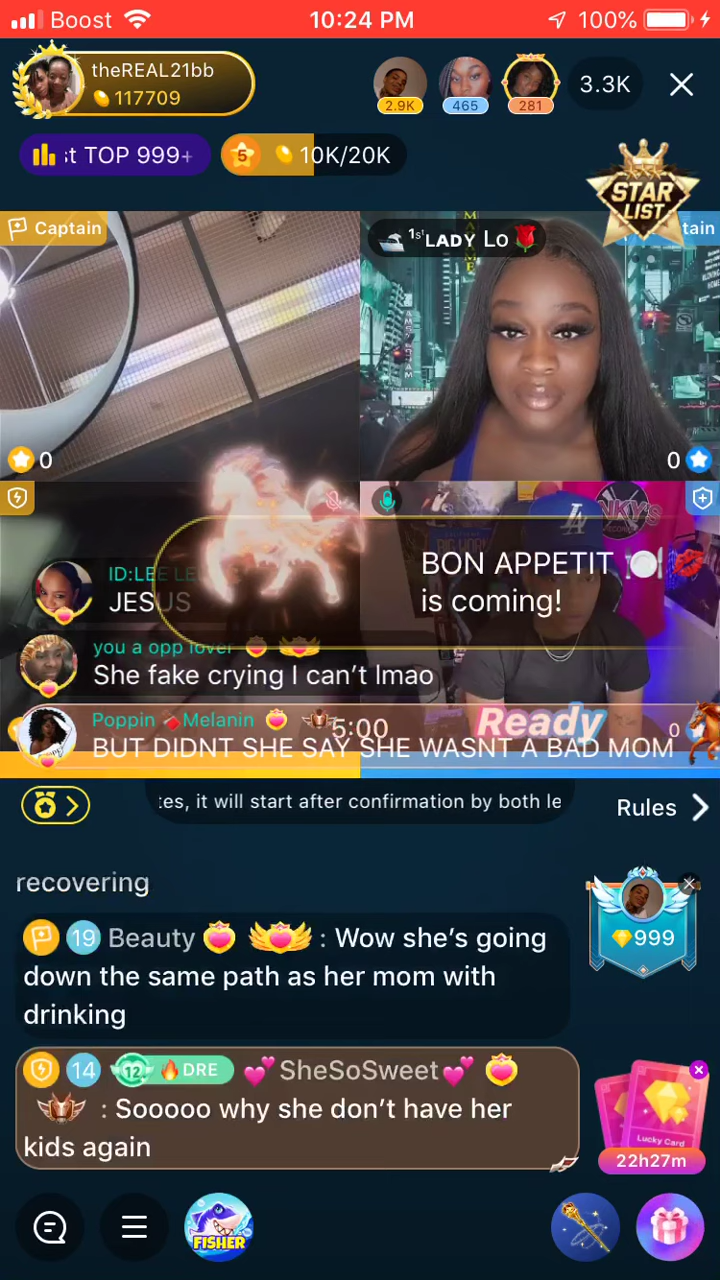 Boost
10:24 PM
100%
theREAL21bb
117709
2.9K
465
281
3.3K
st TOP 999+
5
10K/20K
STAR
LIST
Captain
tain
1st LADY Lo🌹
0
0
ID:LEE LE
JESUS
BON APPETIT 🍽️💋
is coming!
you a opp lover
She fake crying I can't lmao
Poppin Melanin
5:00
Ready
0
BUT DIDNT SHE SAY SHE WASNT A BAD MOM
tes, it will start after confirmation by both le
Rules
recovering
19 Beauty : Wow she's going
down the same path as her mom with
drinking
999
14 12 🔥DRE 💕SheSoSweet💕
: Sooooo why she don't have her
kids again
Lucky Card
22h27m
FISHER